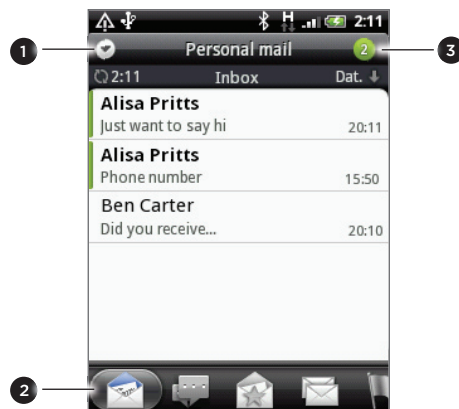 H 2:11
1 Personal mail 2 3
2:11 Inbox Dat.
Alisa Pritts
Just want to say hi 20:11
Alisa Pritts
Phone number 15:50
Ben Carter
Did you receive... 20:10
2